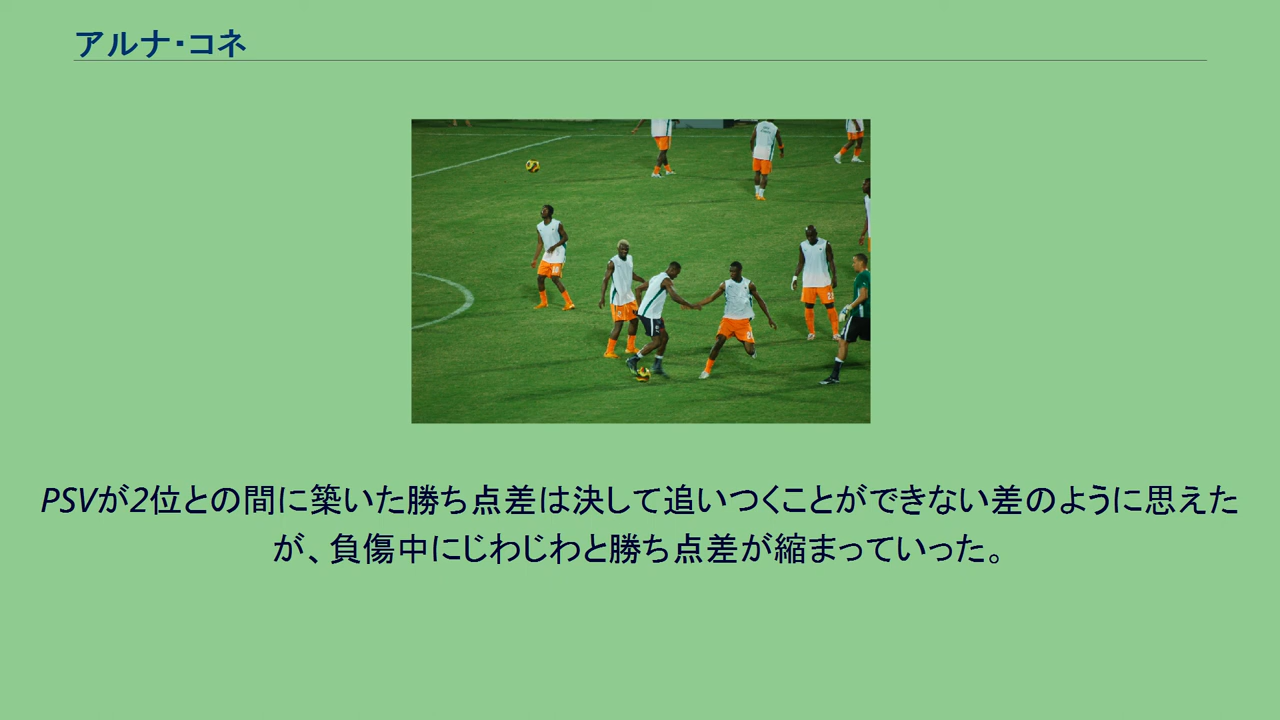 アルナ・コネ
PSVが2位との間に築いた勝ち点差は決して追いつくことができない差のように思えた
が、負傷中にじわじわと勝ち点差が縮まっていった。